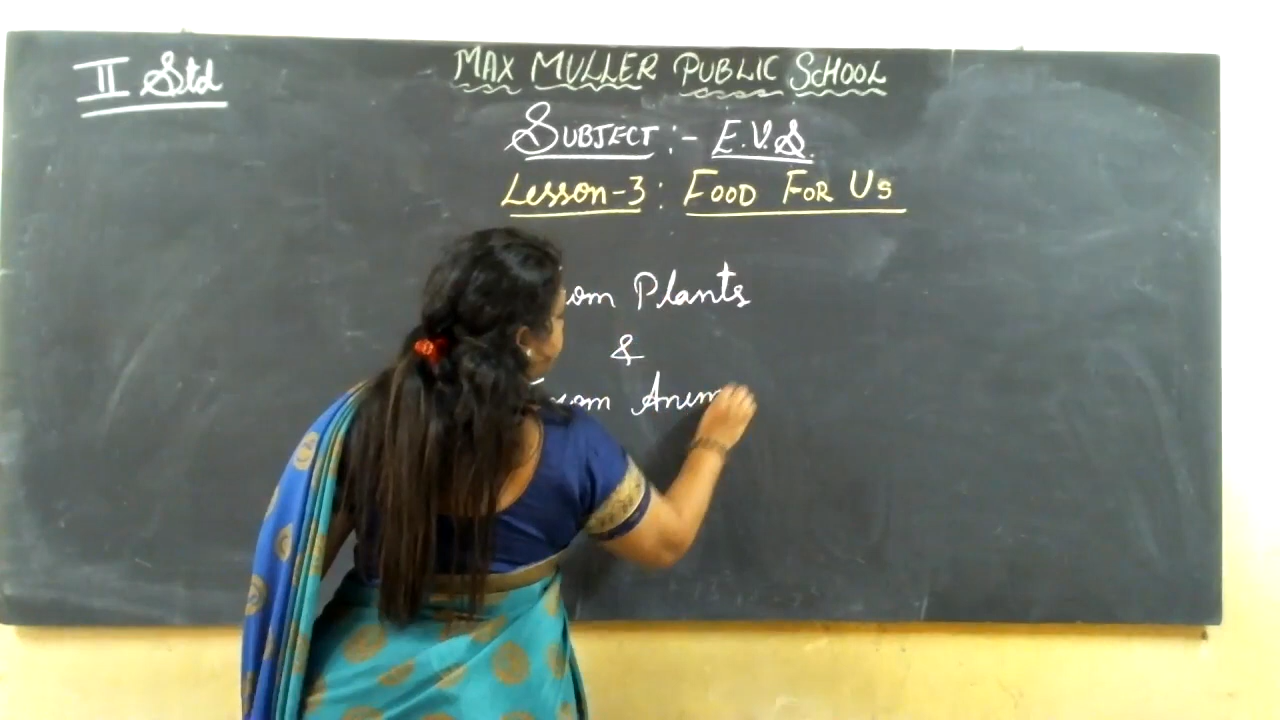 II Std
MAX MULLER PUBLIC SCHOOL
SUBJECT :- E.V.S.
Lesson-3 : FOOD FOR US
Plants
&